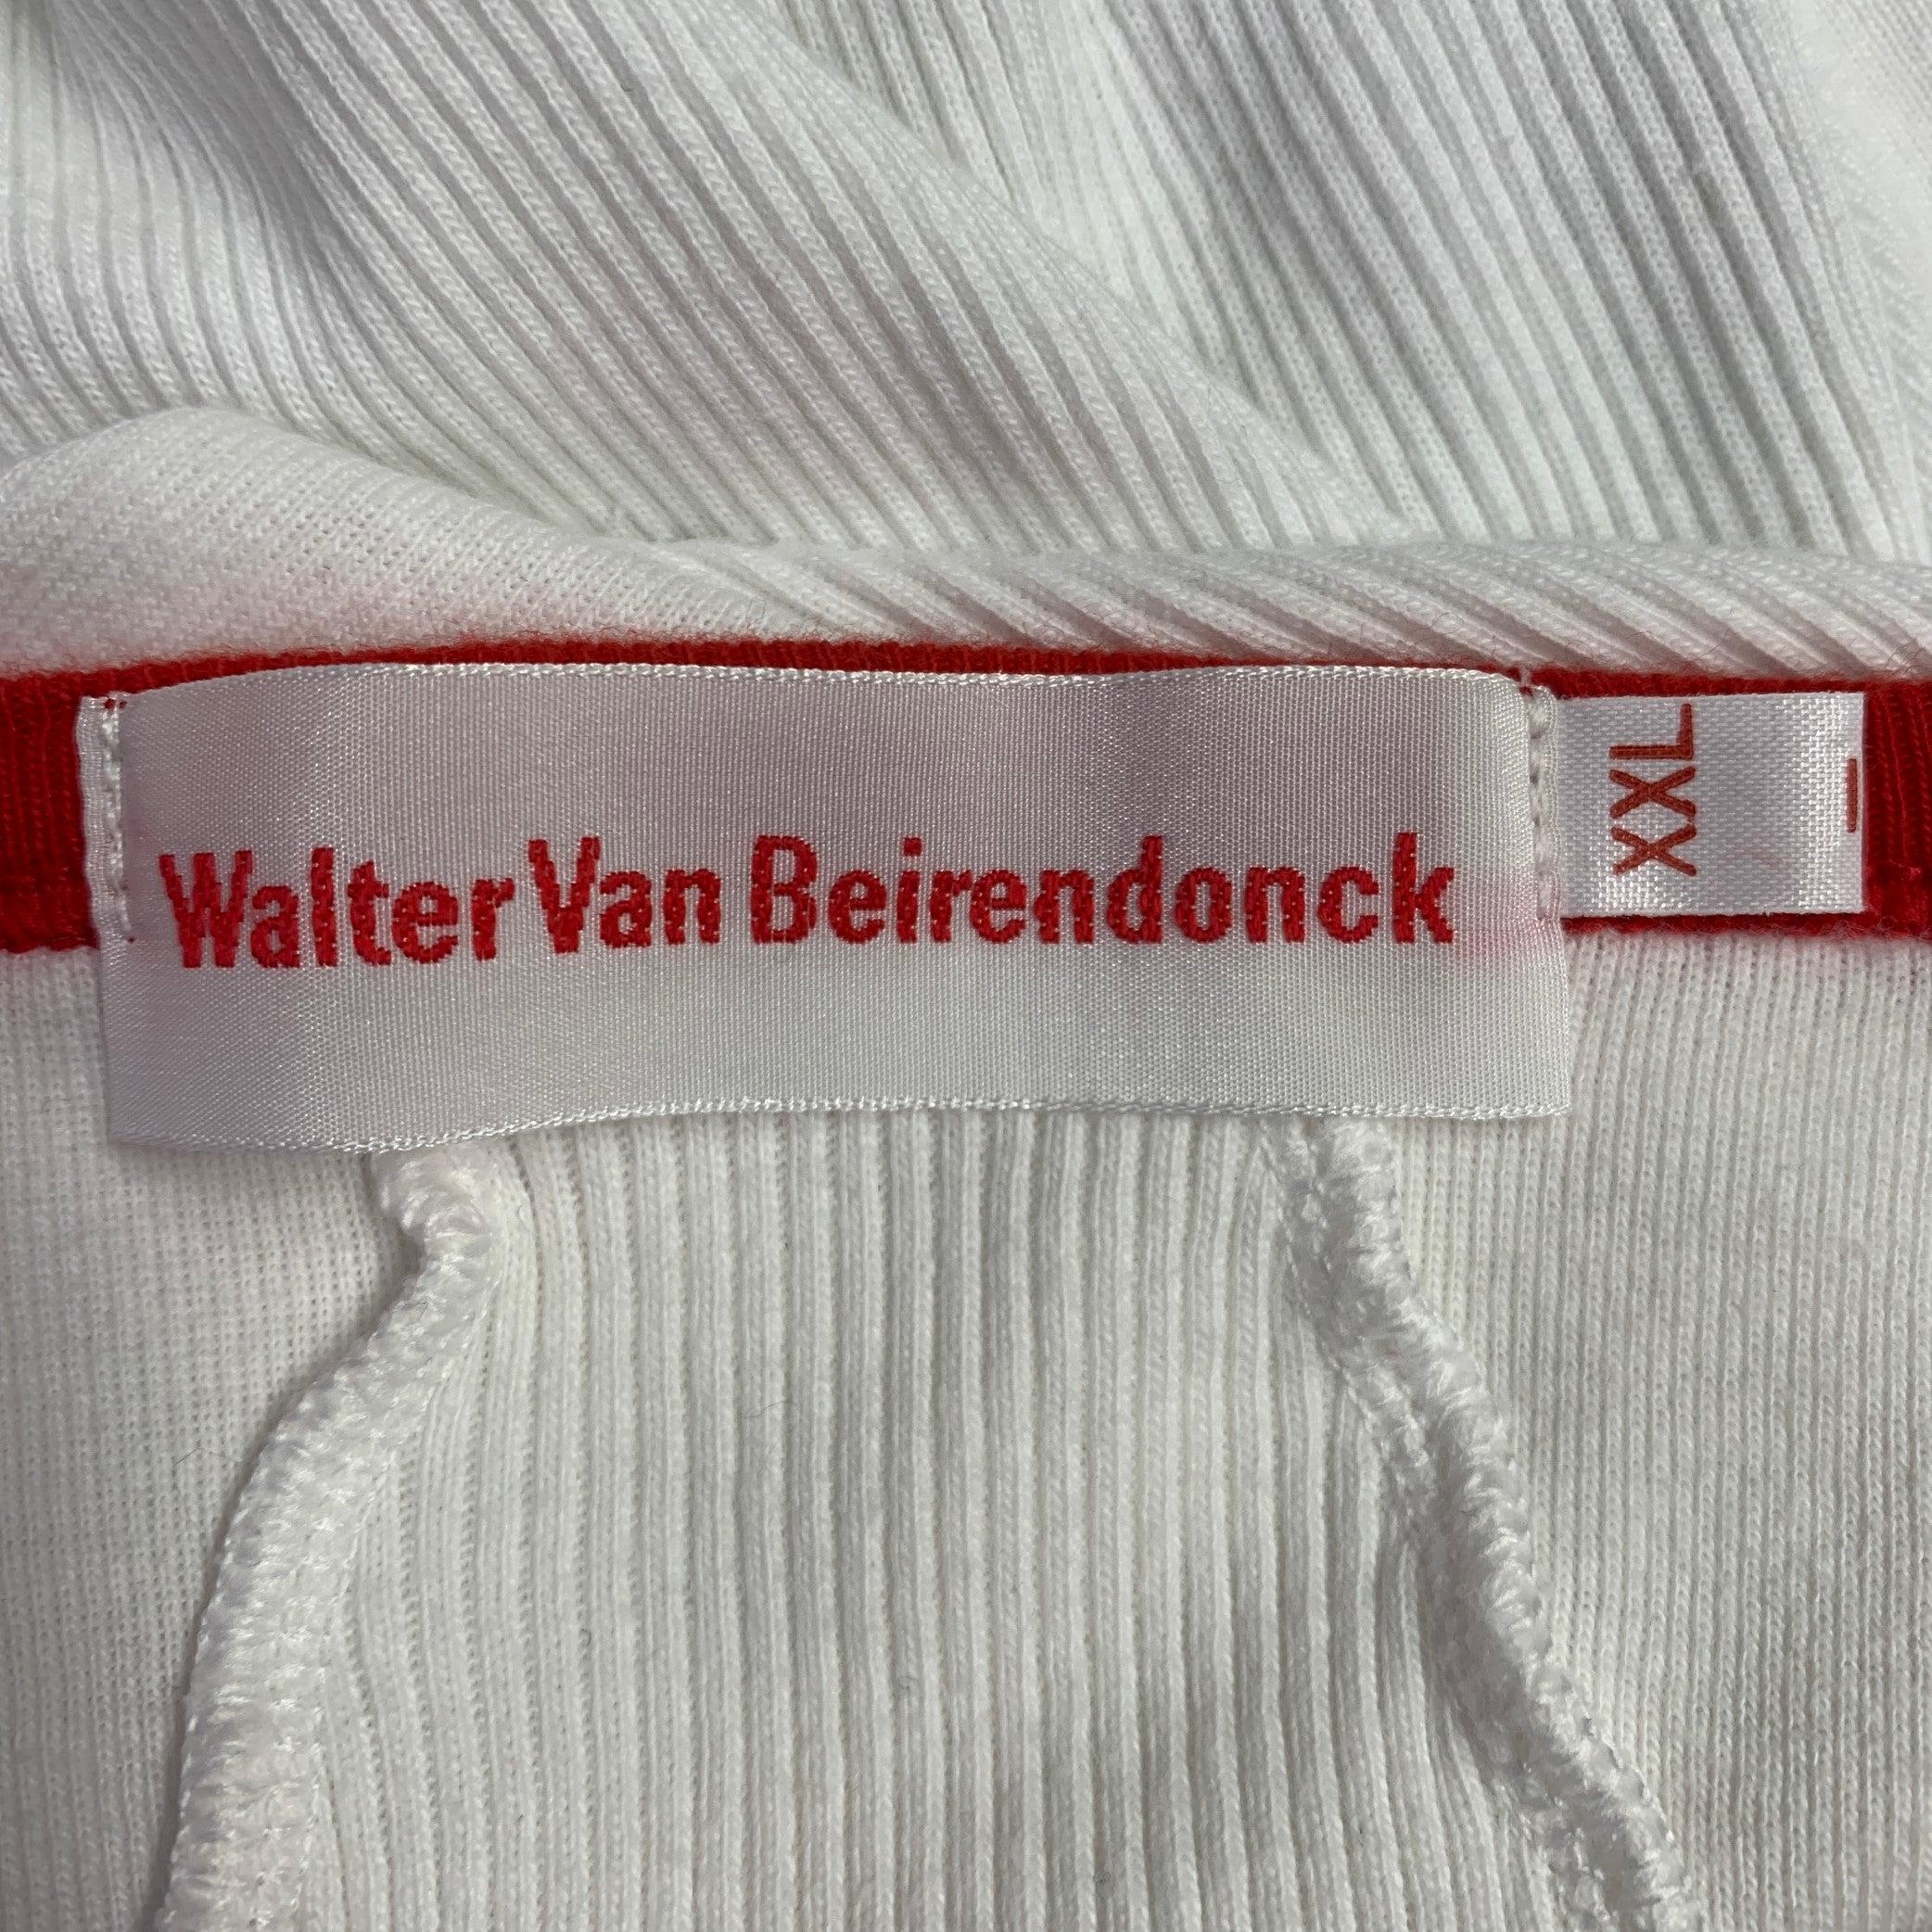 Walter Van Beirendonck
XXL